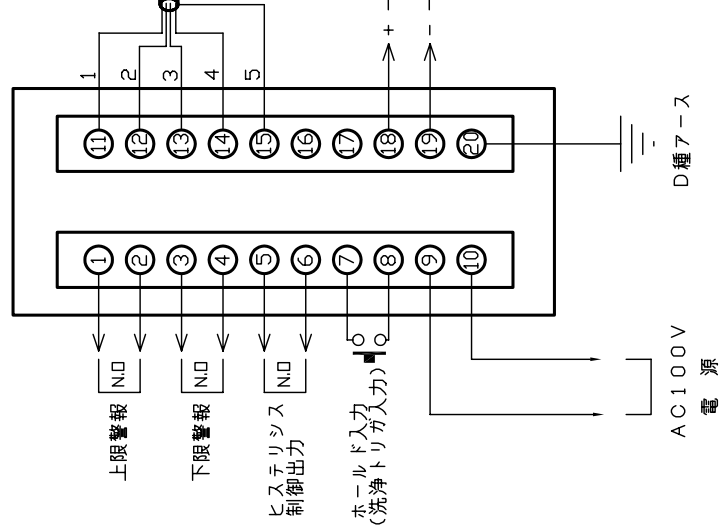 1
2
3
4
5
+
-
11
12
13
14
15
16
17
18
19
20
D種アース
1
2
3
4
5
6
7
8
9
10
N.O
N.O
N.O
上限警報
下限警報
ヒステリシス
制御出力
ホールド入力
(洗浄トリガ入力)
AC100V
電源